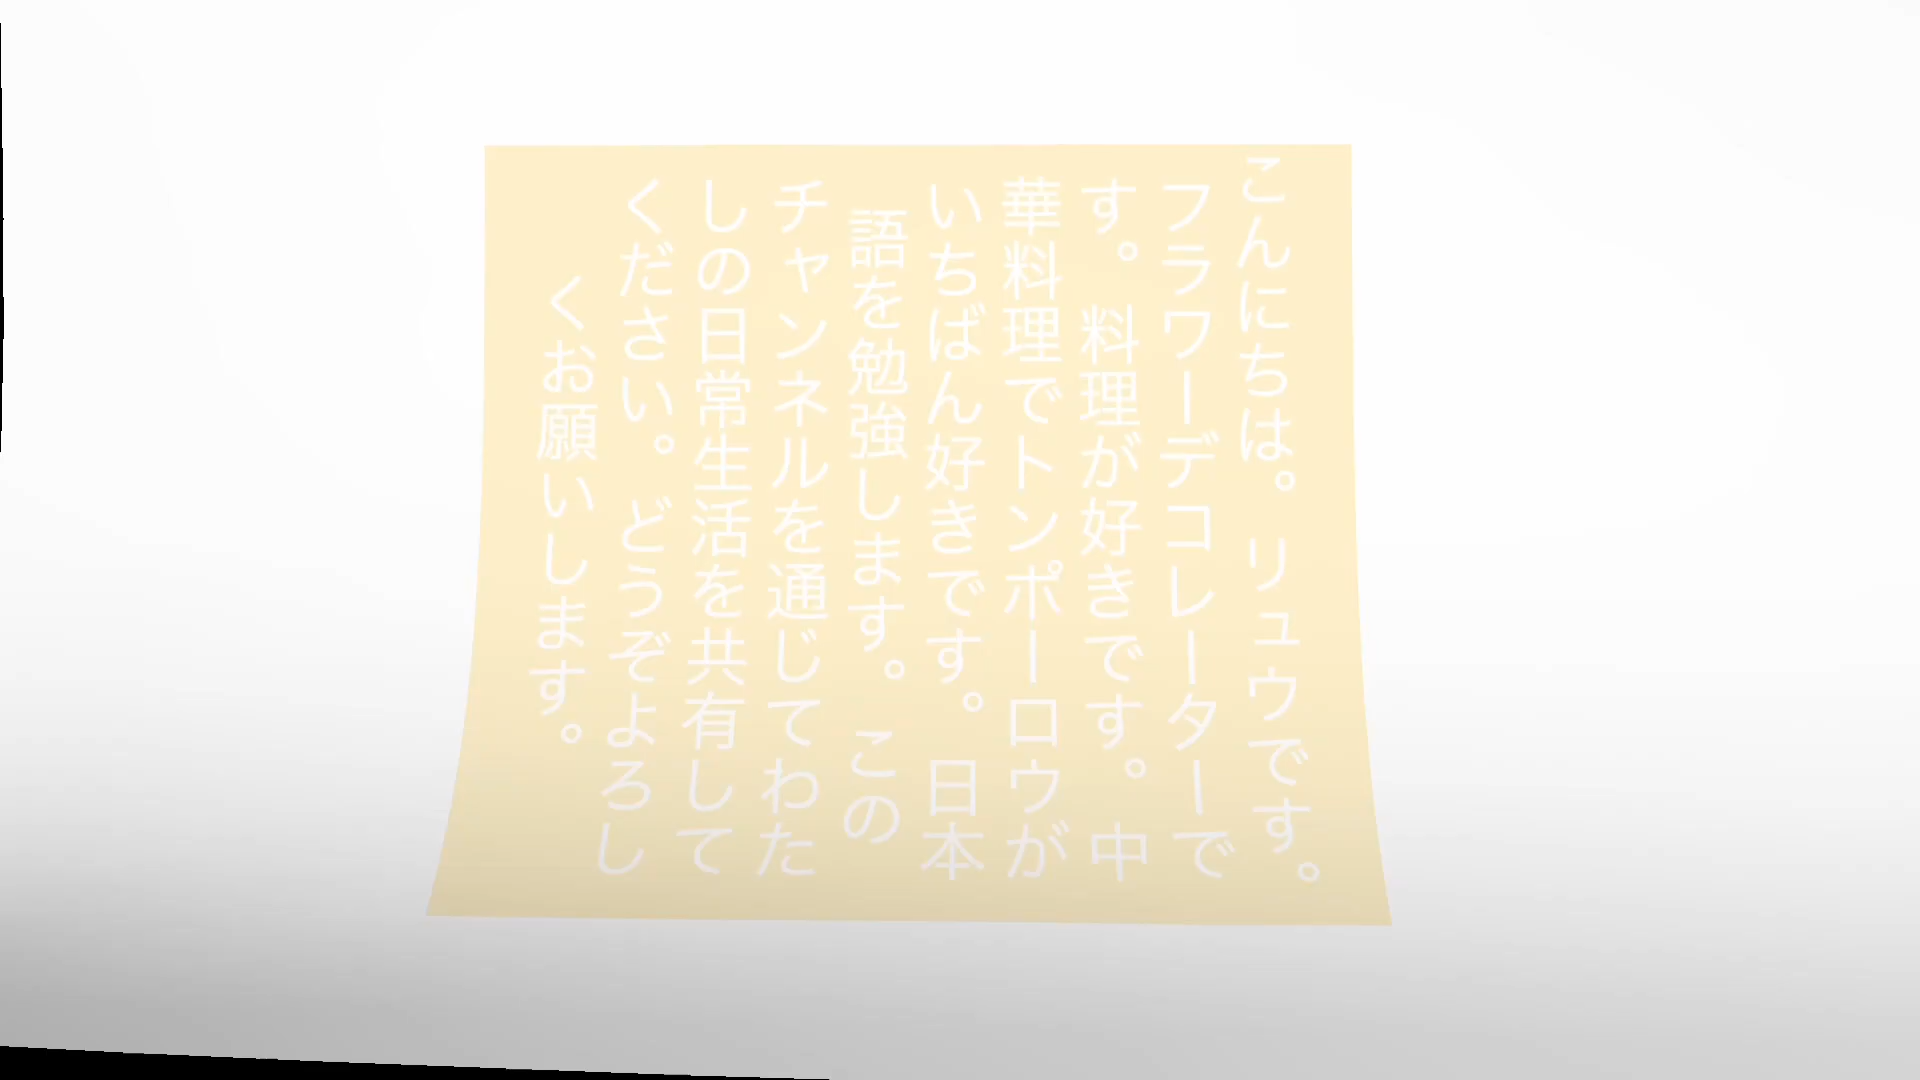 こんにちは。リュウです。
フラワーデコレーターで
す。料理が好きです。中
華料理でトンポーロウが
いちばん好きです。日本
語を勉強します。この
チャンネルを通じてわた
しの日常生活を共有して
ください。どうぞよろし
くお願いします。